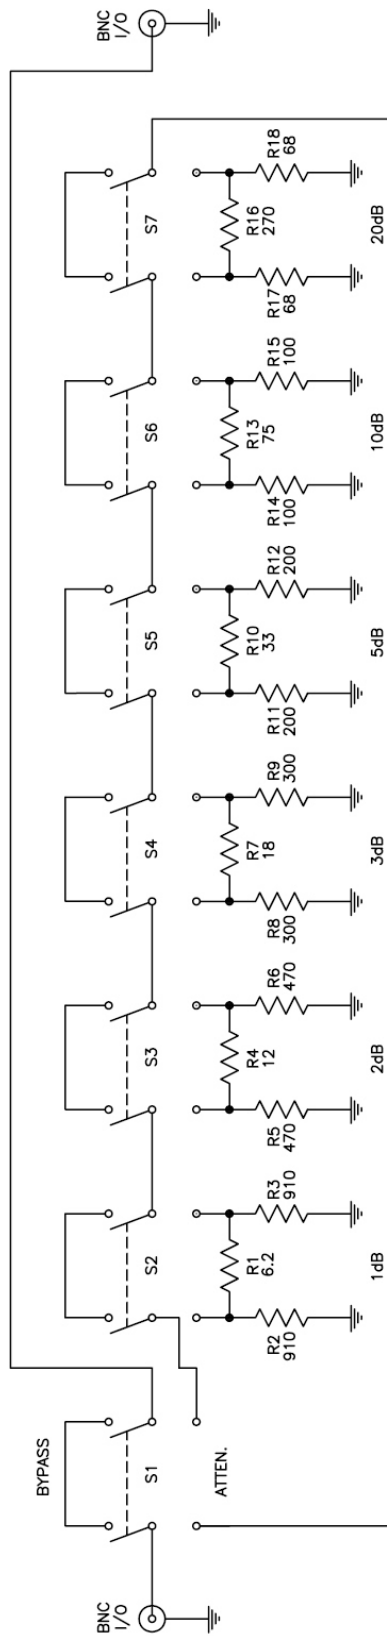 BNC
I/O
BYPASS
S1
ATTEN.
S2
R1
6.2
R2
910
R3
910
1dB
S3
R4
12
R5
470
R6
470
2dB
S4
R7
18
R8
300
R9
300
3dB
S5
R10
33
R11
200
R12
200
5dB
S6
R13
75
R14
100
R15
100
10dB
S7
R16
270
R17
68
R18
68
20dB
BNC
I/O